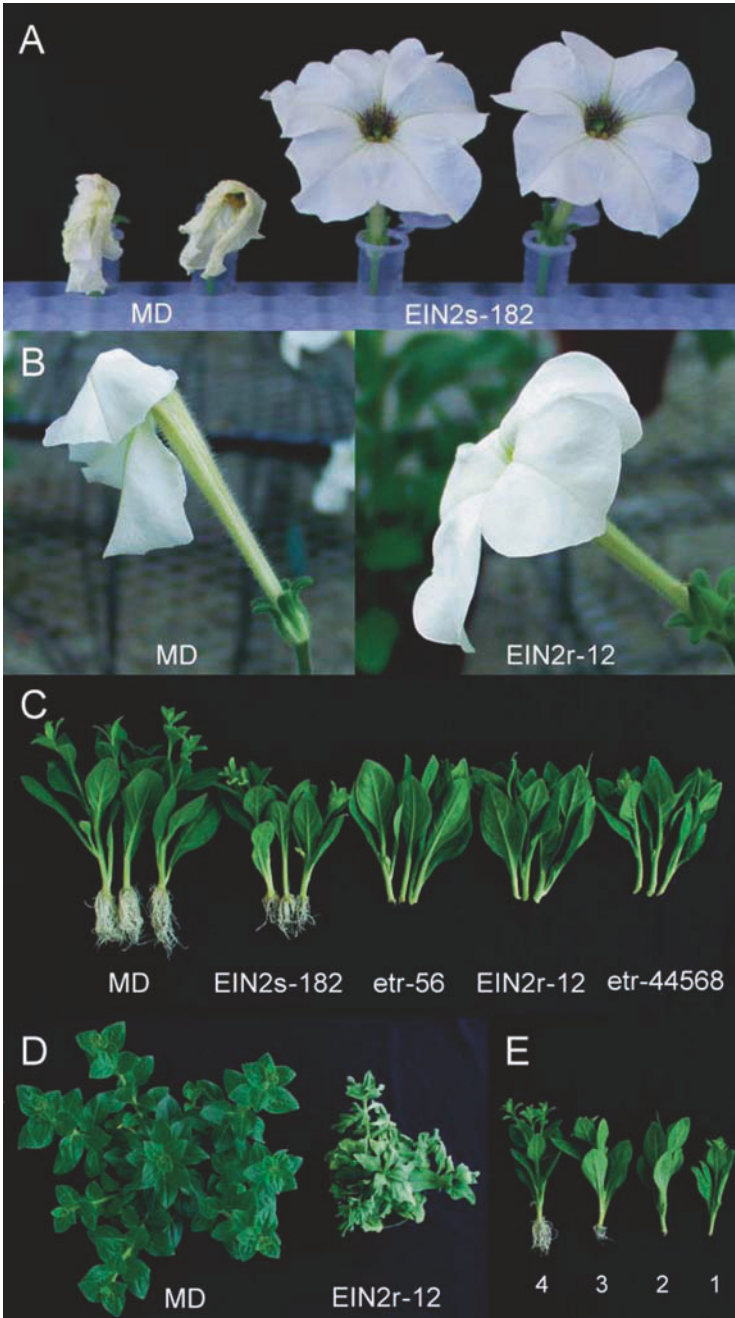 A
MD EIN2s-182
B
MD EIN2r-12
C
MD EIN2s-182 etr-56 EIN2r-12 etr-44568
D
MD EIN2r-12
E
4 3 2 1